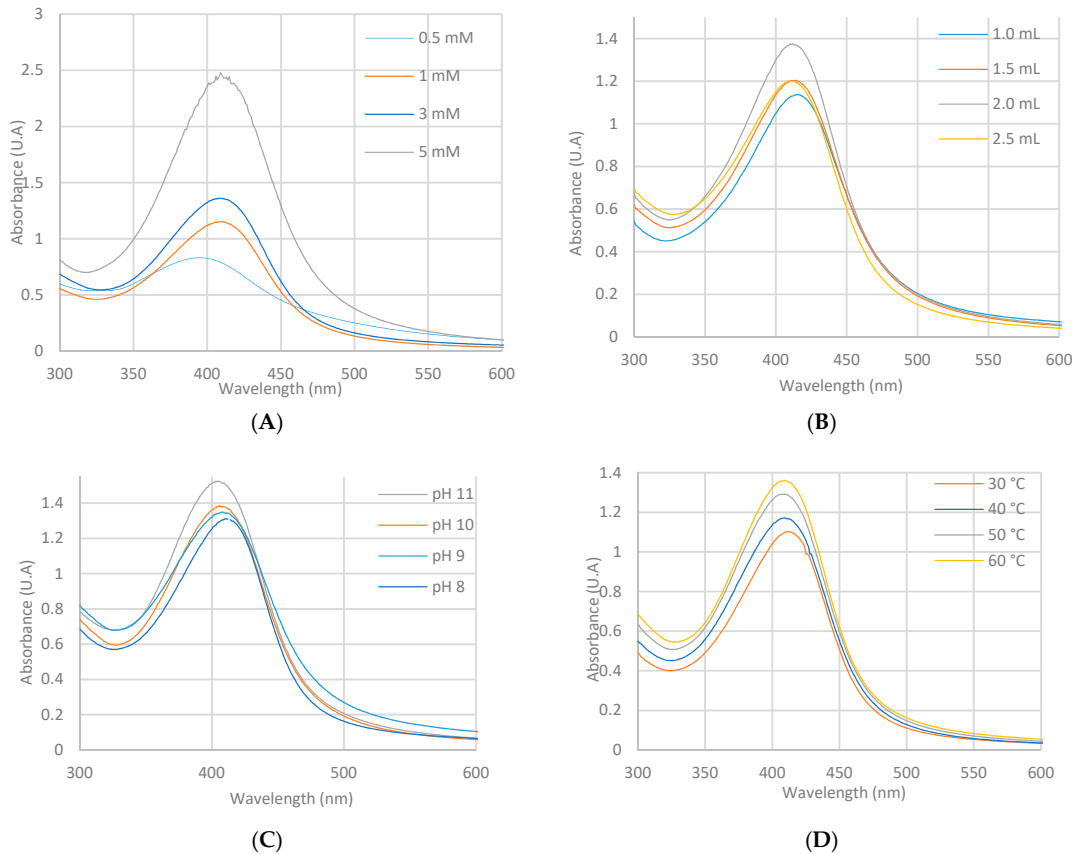 3
2.5
2
1.5
1
0.5
0
Absorbance (U.A)
0.5 mM
1 mM
3 mM
5 mM
300 350 400 450 500 550 600
Wavelength (nm)
(A)
1.4
1.2
1
0.8
0.6
0.4
0.2
0
Absorbance (U.A)
1.0 mL
1.5 mL
2.0 mL
2.5 mL
300 350 400 450 500 550 600
Wavelength (nm)
(B)
1.4
1.2
1
0.8
0.6
0.4
0.2
0
Absorbance (U.A)
pH 11
pH 10
pH 9
pH 8
300 400 500 600
Wavelength (nm)
(C)
1.4
1.2
1
0.8
0.6
0.4
0.2
0
Absorbance (U.A)
30 °C
40 °C
50 °C
60 °C
300 350 400 450 500 550 600
Wavelength (nm)
(D)